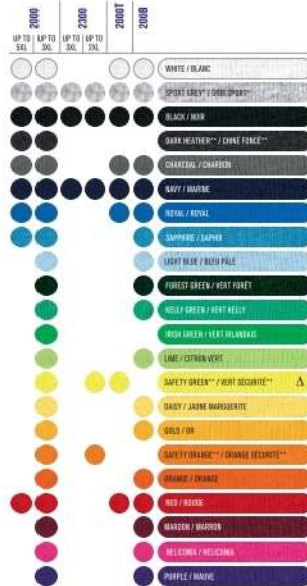 2000 2300 2000T 200B
UP TO 5XL UP TO 3XL UP TO 3XL UP TO 2XL
WHITE / BLANC
SPORT GREY* / GRIS SPORT*
BLACK / NOIR
DARK HEATHER** / CHINÉ FONCÉ**
CHARCOAL / CHARBON
NAVY / MARINE
ROYAL / ROYAL
SAPPHIRE / SAPHIR
LIGHT BLUE / BLEU PÂLE
FOREST GREEN / VERT FORÊT
KELLY GREEN / VERT KELLY
IRISH GREEN / VERT IRLANDAIS
LIME / CITRON VERT
SAFETY GREEN** / VERT SÉCURITÉ** Δ
DAISY / JAUNE MARGUERITE
GOLD / OR
SAFETY ORANGE** / ORANGE SÉCURITÉ**
ORANGE / ORANGE
RED / ROUGE
MAROON / MARRON
HELICONIA / HELICONIA
PURPLE / MAUVE